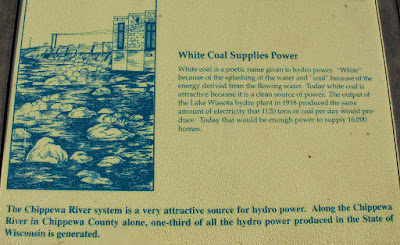 White Coal Supplies Power
White coal is a poetic name given to hydro power. "White"
because of the splashing of the water and "coal" because of the
energy derived from the flowing water. Today white coal is
attractive because it is a clean source of power. The output of
the Lake Wissota hydro plant in 1918 produced the same
amount of electricity that 1120 tons of coal per day would pro-
duce. Today that would be enough power to supply 16,000
homes.
The Chippewa River system is a very attractive source for hydro power. Along the Chippewa
River in Chippewa County alone, one-third of all the hydro power produced in the State of
Wisconsin is generated.